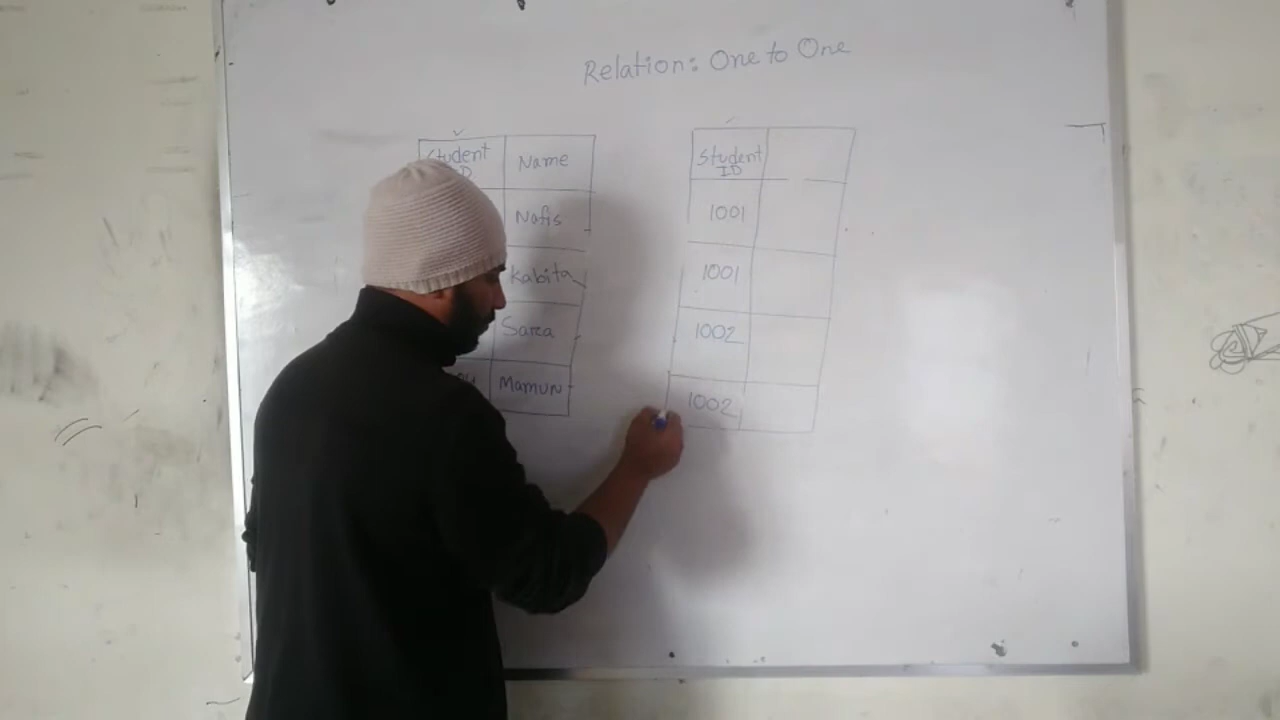 Relation: One to One
Student Name
Nafis
Kabita
Sara
Mamun
Student
ID
1001
1001
1002
1002